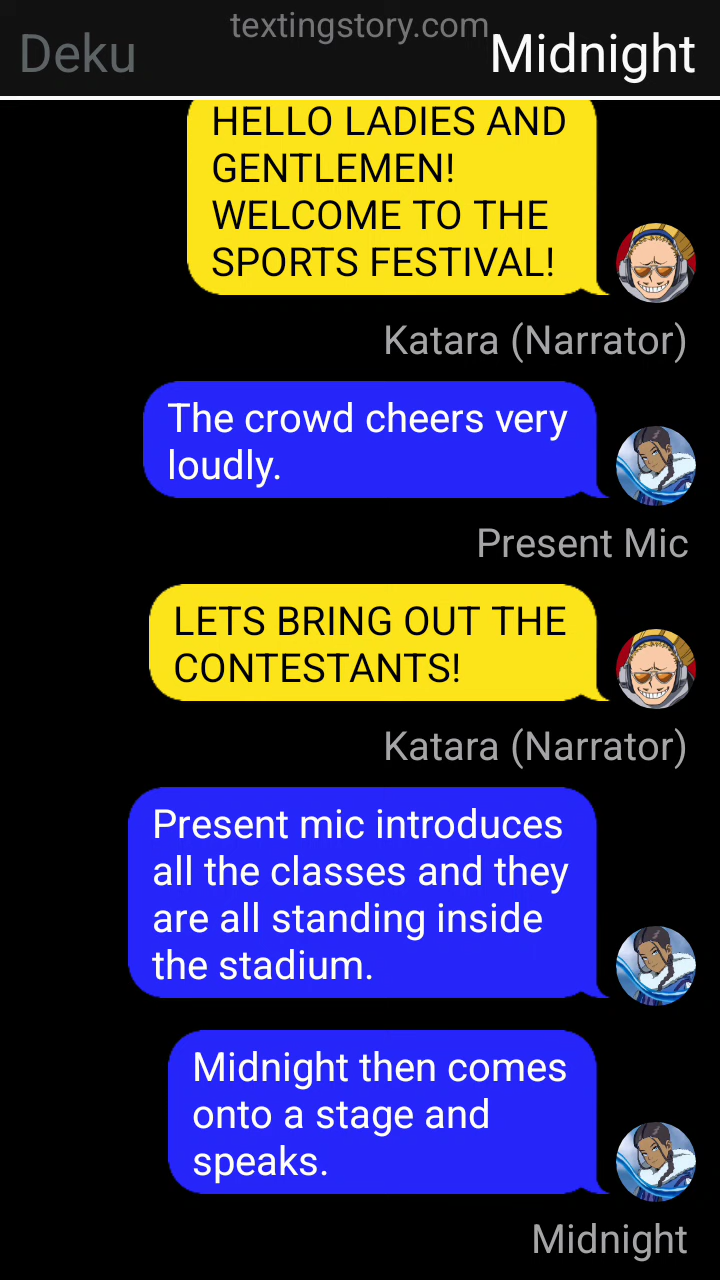 textingstory.com
Deku
Midnight
HELLO LADIES AND
GENTLEMEN!
WELCOME TO THE
SPORTS FESTIVAL!
Katara (Narrator)
The crowd cheers very
loudly.
Present Mic
LETS BRING OUT THE
CONTESTANTS!
Katara (Narrator)
Present mic introduces
all the classes and they
are all standing inside
the stadium.
Midnight then comes
onto a stage and
speaks.
Midnight